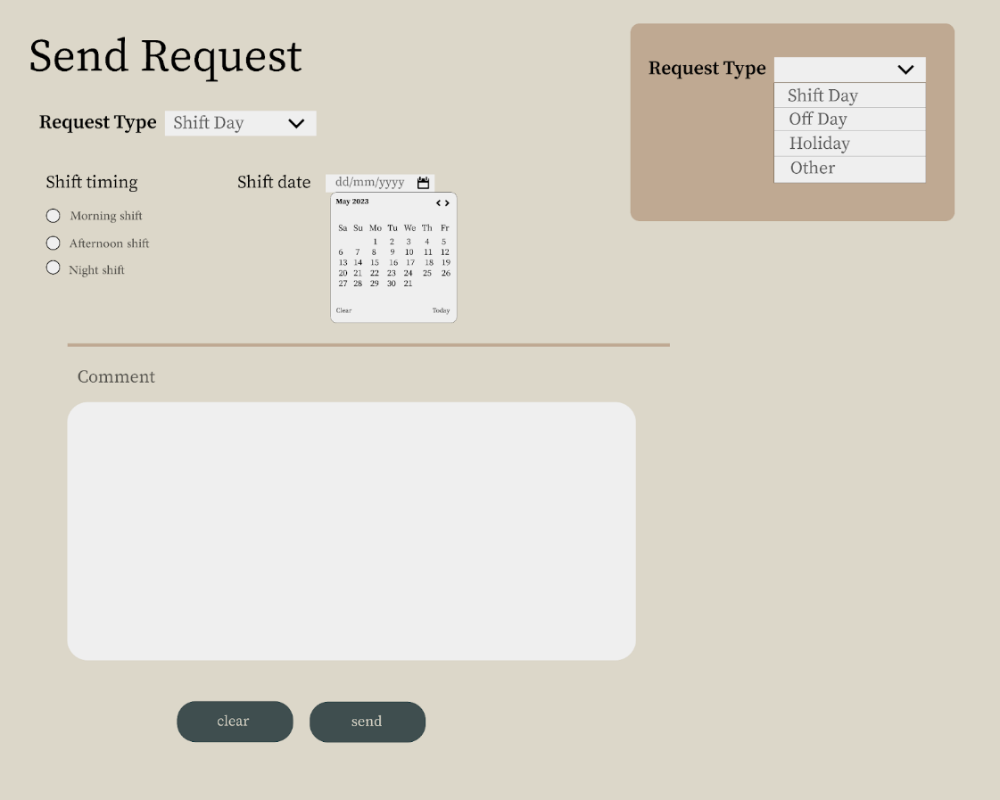 Send Request
Request Type Shift Day
Shift timing
Morning shift
Afternoon shift
Night shift
Shift date dd/mm/yyyy
May 2023 < >
Sa Su Mo Tu We Th Fr
1 2 3 4 5
6 7 8 9 10 11 12
13 14 15 16 17 18 19
20 21 22 23 24 25 26
27 28 29 30 21
Clear Today
Comment
clear send
Request Type
Shift Day
Off Day
Holiday
Other